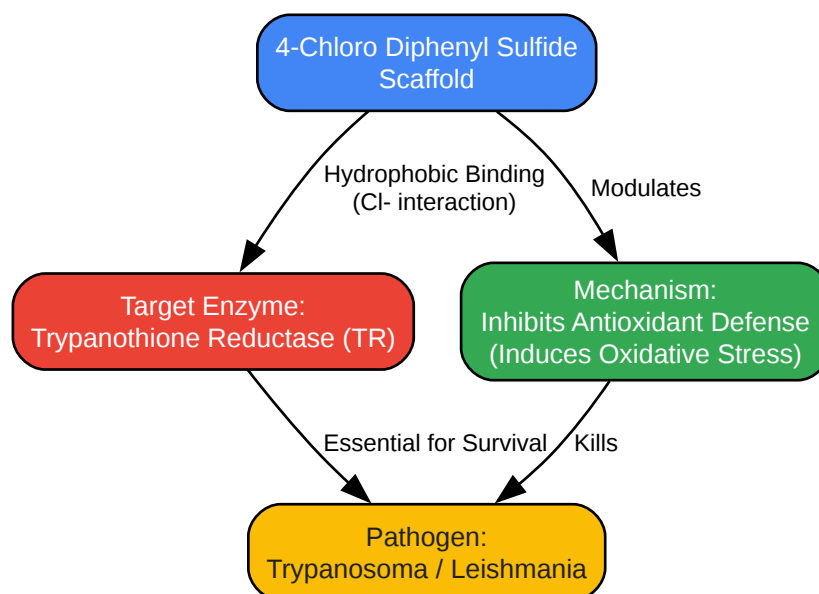 4-Chloro Diphenyl Sulfide
Scaffold
Hydrophobic Binding
(Cl- interaction)
Modulates
Target Enzyme:
Trypanothione Reductase (TR)
Mechanism:
Inhibits Antioxidant Defense
(Induces Oxidative Stress)
Essential for Survival
Kills
Pathogen:
Trypanosoma / Leishmania